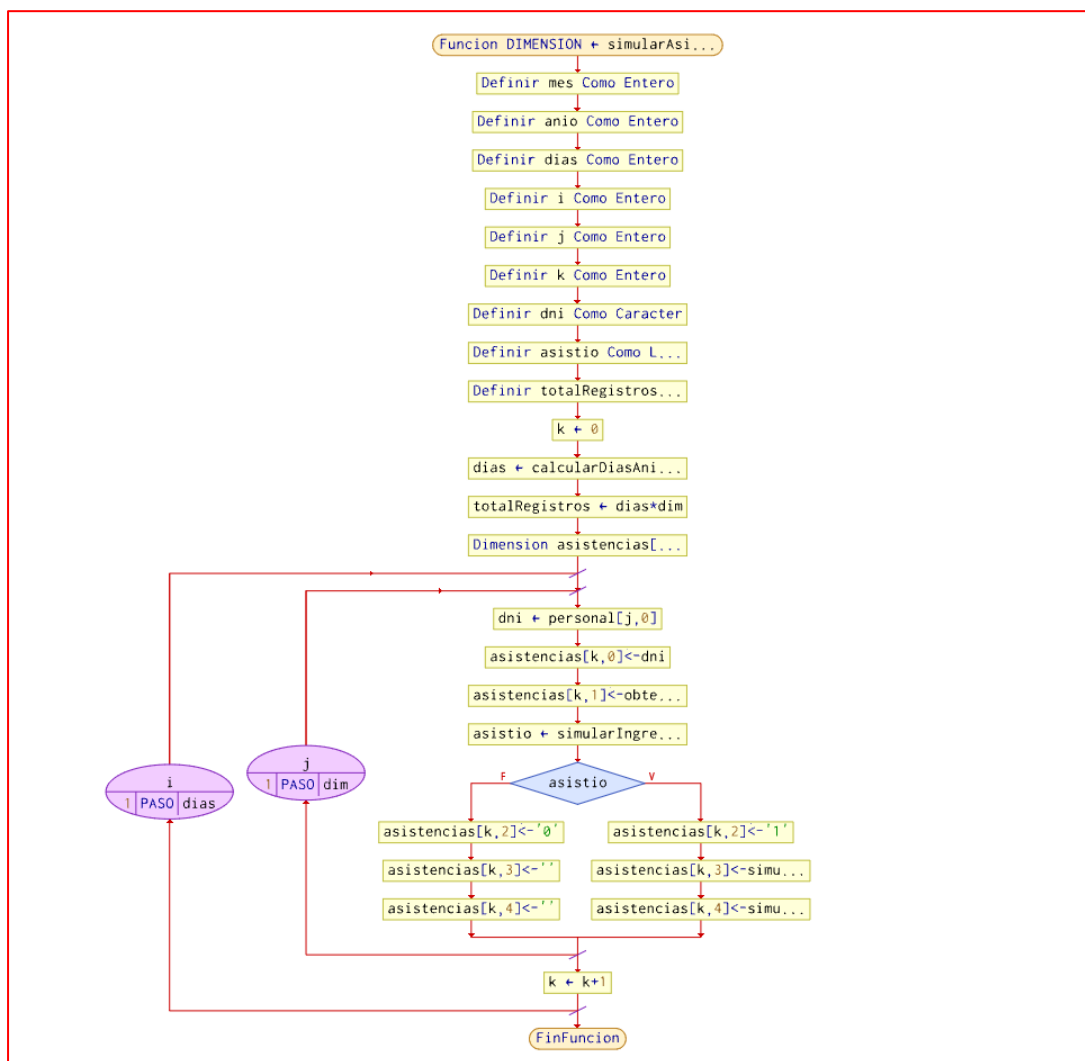 Funcion DIMENSION ← simularAsi...
Definir mes Como Entero
Definir anio Como Entero
Definir dias Como Entero
Definir i Como Entero
Definir j Como Entero
Definir k Como Entero
Definir dni Como Caracter
Definir asistio Como L...
Definir totalRegistros...
k ← 0
dias ← calcularDiasAni...
totalRegistros ← dias*dim
Dimension asistencias[...
dni ← personal[j,0]
asistencias[k,0]<-dni
asistencias[k,1]<-obte...
asistio ← simularIngre...
j
1 PASO dim
i
1 PASO dias
F
V
asistio
asistencias[k,2]<-'0'
asistencias[k,2]<-'1'
asistencias[k,3]<-''
asistencias[k,3]<-simu...
asistencias[k,4]<-''
asistencias[k,4]<-simu...
k ← k+1
FinFuncion